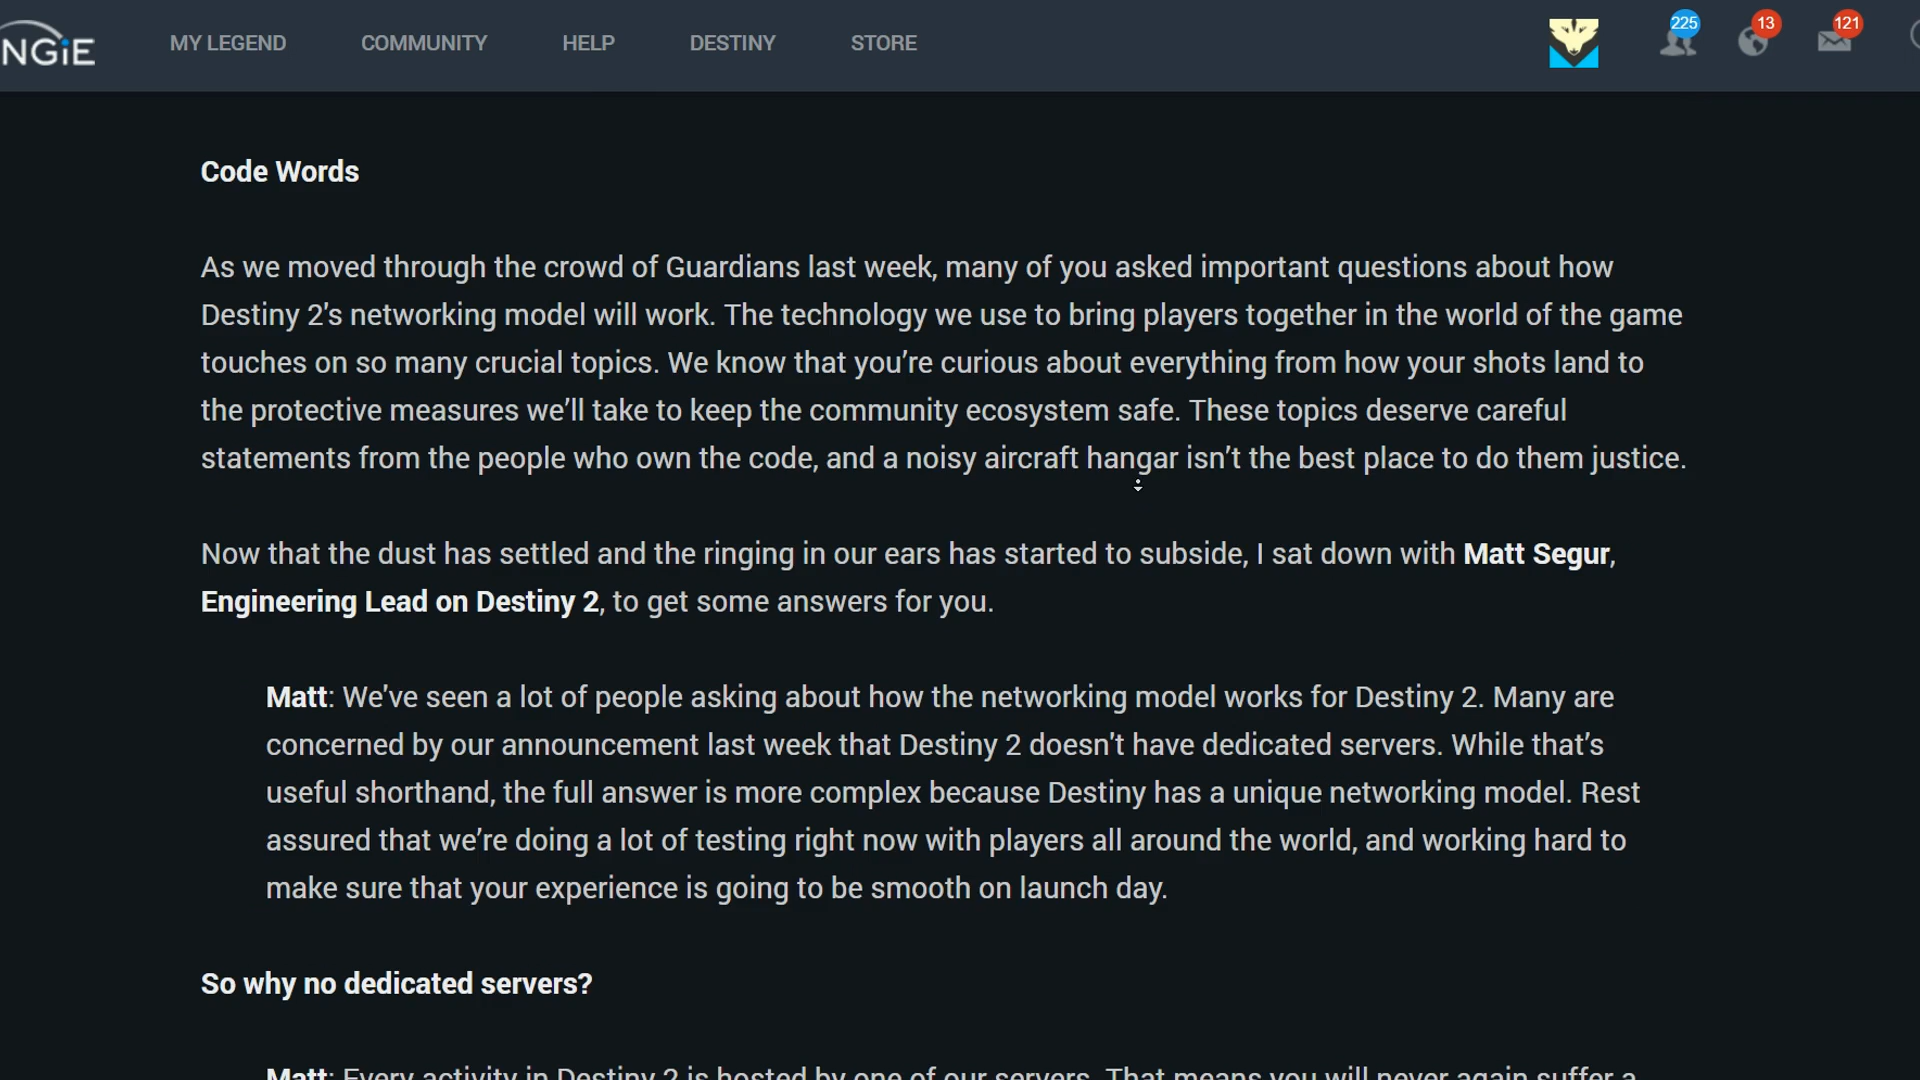 NGiE MY LEGEND COMMUNITY HELP DESTINY STORE 225 13 121
Code Words
As we moved through the crowd of Guardians last week, many of you asked important questions about how
Destiny 2's networking model will work. The technology we use to bring players together in the world of the game
touches on so many crucial topics. We know that you’re curious about everything from how your shots land to
the protective measures we’ll take to keep the community ecosystem safe. These topics deserve careful
statements from the people who own the code, and a noisy aircraft hangar isn’t the best place to do them justice.
Now that the dust has settled and the ringing in our ears has started to subside, I sat down with Matt Segur,
Engineering Lead on Destiny 2, to get some answers for you.
Matt: We’ve seen a lot of people asking about how the networking model works for Destiny 2. Many are
concerned by our announcement last week that Destiny 2 doesn't have dedicated servers. While that’s
useful shorthand, the full answer is more complex because Destiny has a unique networking model. Rest
assured that we’re doing a lot of testing right now with players all around the world, and working hard to
make sure that your experience is going to be smooth on launch day.
So why no dedicated servers?
Matt: Every activity in Destiny 2 is hosted by one of our servers. That means you will never again suffer a